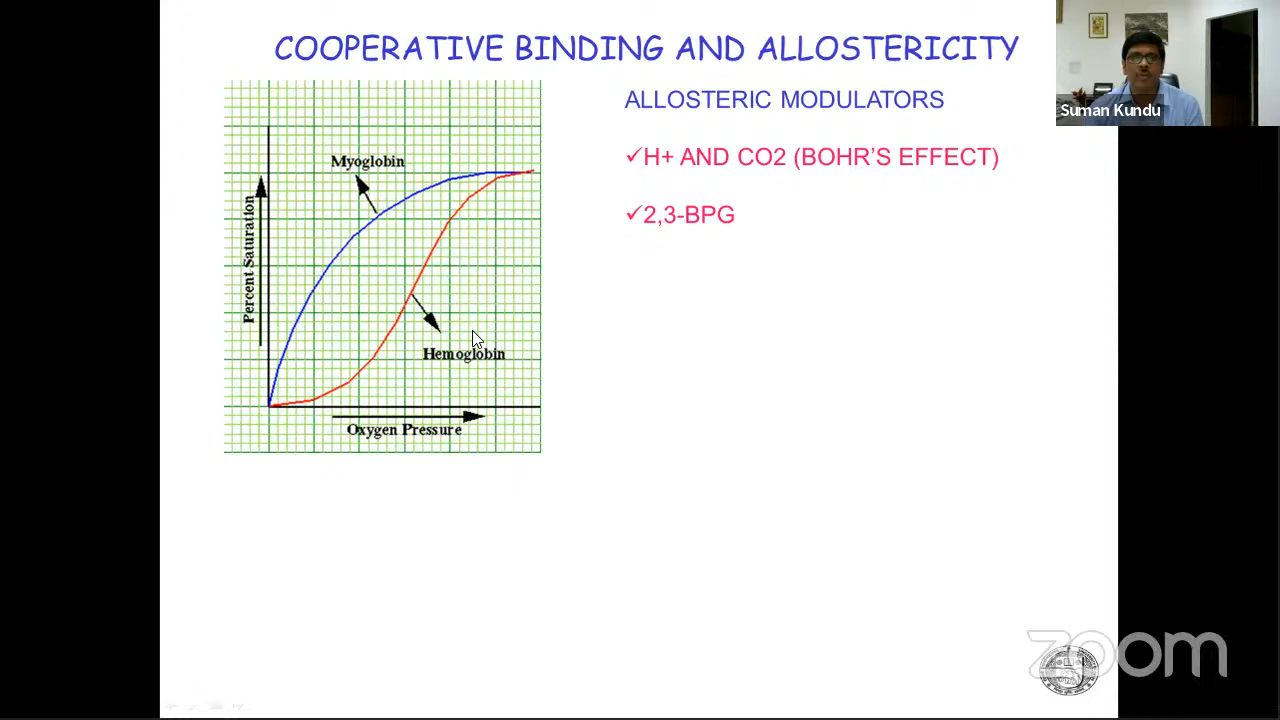 COOPERATIVE BINDING AND ALLOSTERICITY
ALLOSTERIC MODULATORS
Suman Kundu
✓H+ AND CO2 (BOHR'S EFFECT)
✓2,3-BPG
Myoglobin
Percent Saturation
Hemoglobin
Oxygen Pressure
zoom